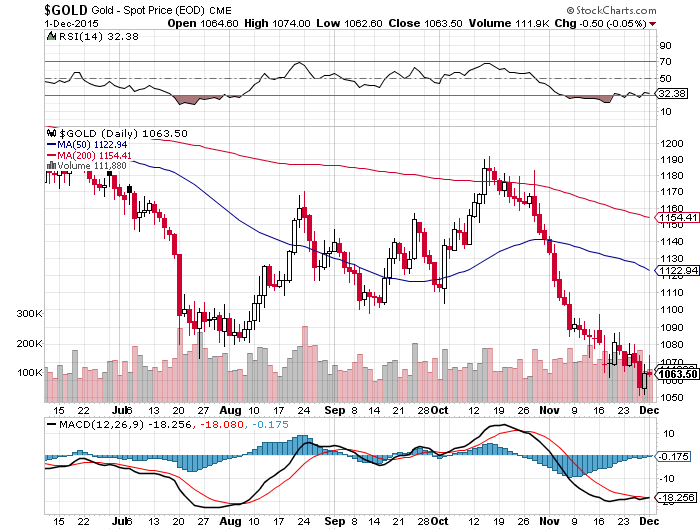 $GOLD Gold - Spot Price (EOD) CME © StockCharts.com
1-Dec-2015 Open 1064.60 High 1074.00 Low 1062.60 Close 1063.50 Volume 111.9K Chg -0.50 (-0.05%)
RSI(14) 32.38
90
70
50
32.38
10
$GOLD (Daily) 1063.50
MA(50) 1122.94
MA(200) 1154.41
Volume 111,880
1200
1190
1180
1170
1160
1154.41
1150
1140
1130
1122.94
1120
1110
1100
1090
1080
1070
1063.50
1060
1050
300K
200K
100K
15 22 Jul 6 13 20 27 Aug 10 17 24 Sep 8 14 21 28 Oct 12 19 26 Nov 9 16 23 Dec
MACD(12,26,9) -18.256, -18.080, -0.175
10
-0.175
-10
-18.256
15 22 Jul 6 13 20 27 Aug 10 17 24 Sep 8 14 21 28 Oct 12 19 26 Nov 9 16 23 Dec